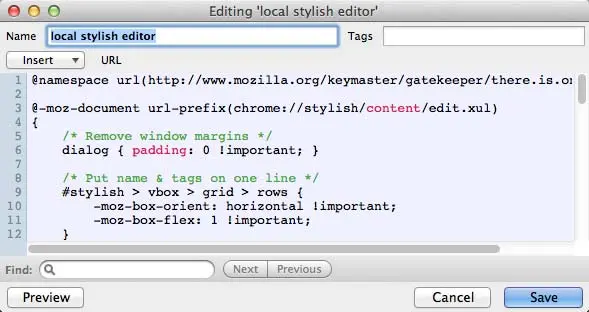 Editing 'local stylish editor'
Name local stylish editor Tags
Insert URL
1 @namespace url(http://www.mozilla.org/keymaster/gatekeeper/there.is.on
2
3 @-moz-document url-prefix(chrome://stylish/content/edit.xul)
4 {
5 /* Remove window margins */
6 dialog { padding: 0 !important; }
7
8 /* Put name & tags on one line */
9 #stylish > vbox > grid > rows {
10 -moz-box-orient: horizontal !important;
11 -moz-box-flex: 1 !important;
12 }
Find: Next Previous
Preview Cancel Save